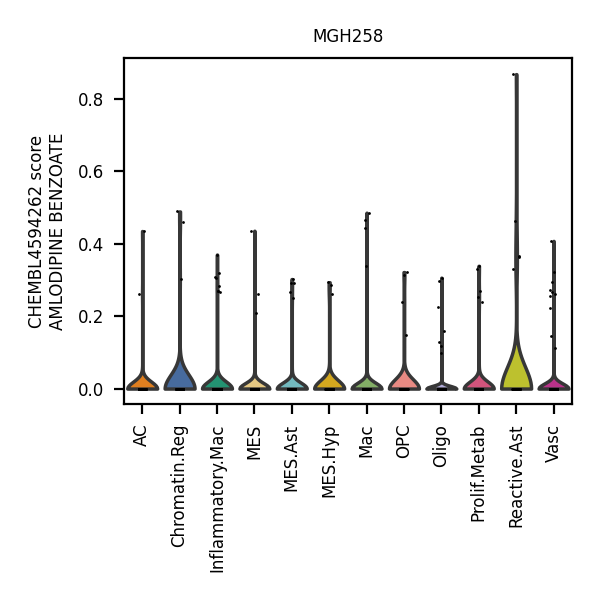 MGH258
CHEMBL4594262 score
AMLODIPINE BENZOATE
0.8
0.6
0.4
0.2
0.0
AC
Chromatin.Reg
Inflammatory.Mac
MES
MES.Ast
MES.Hyp
Mac
OPC
Oligo
Prolif.Metab
Reactive.Ast
Vasc